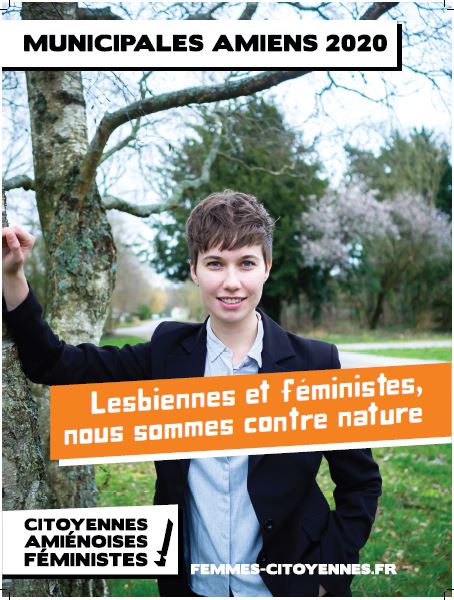 MUNICIPALES AMIENS 2020
Lesbiennes et féministes,
nous sommes contre nature
CITOYENNES
AMIÉNOISES
FÉMINISTES !
FEMMES-CITOYENNES.FR